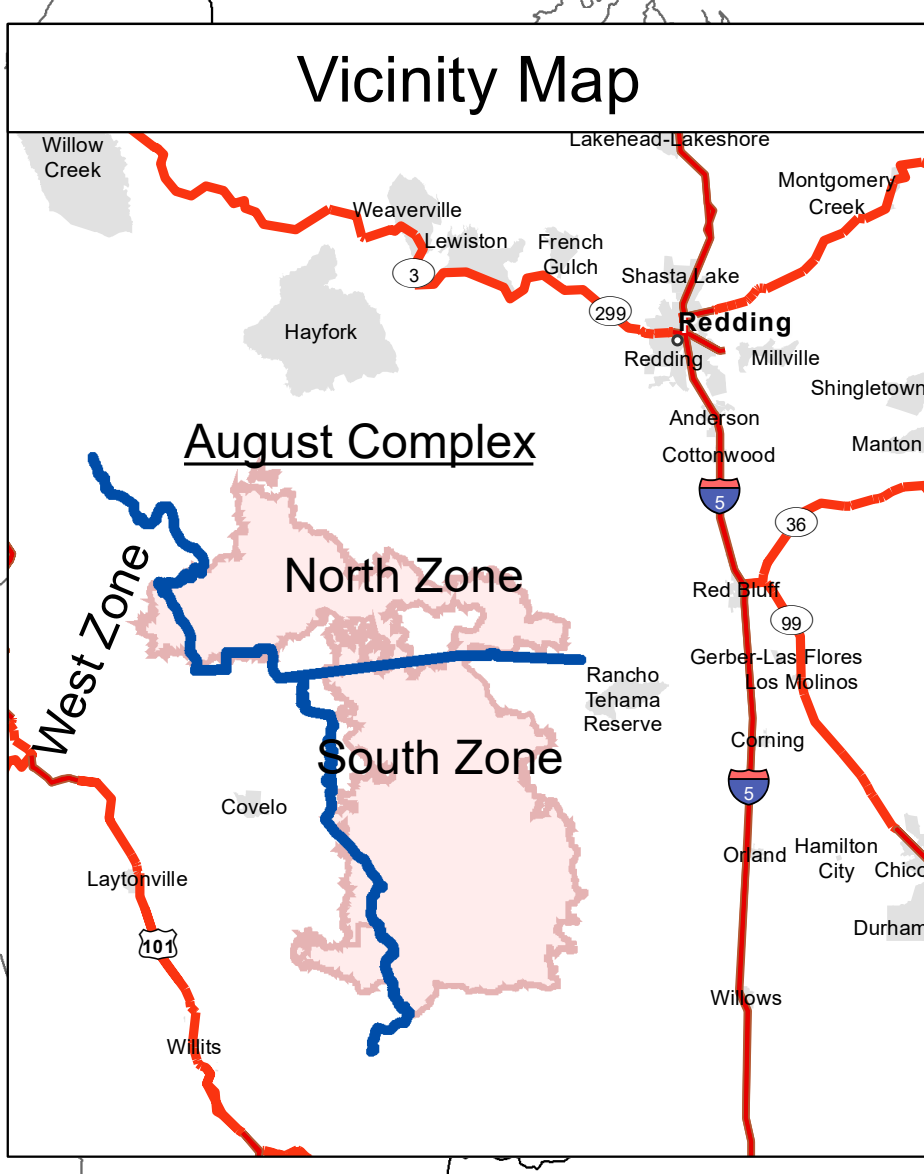 Vicinity Map
Lakehead-Lakeshore
Willow
Creek
Montgomery
Creek
Weaverville
Lewiston
French
Gulch
3
Shasta Lake
299
Redding
Hayfork
Redding
Millville
Shingletown
Anderson
August Complex
Manton
Cottonwood
5
36
North Zone
Red Bluff
99
West Zone
Gerber-Las Flores
Rancho
Tehama
Reserve
Los Molinos
Corning
South Zone
5
Covelo
Hamilton
City
Orland
Chico
Laytonville
Durham
101
Willows
Willits